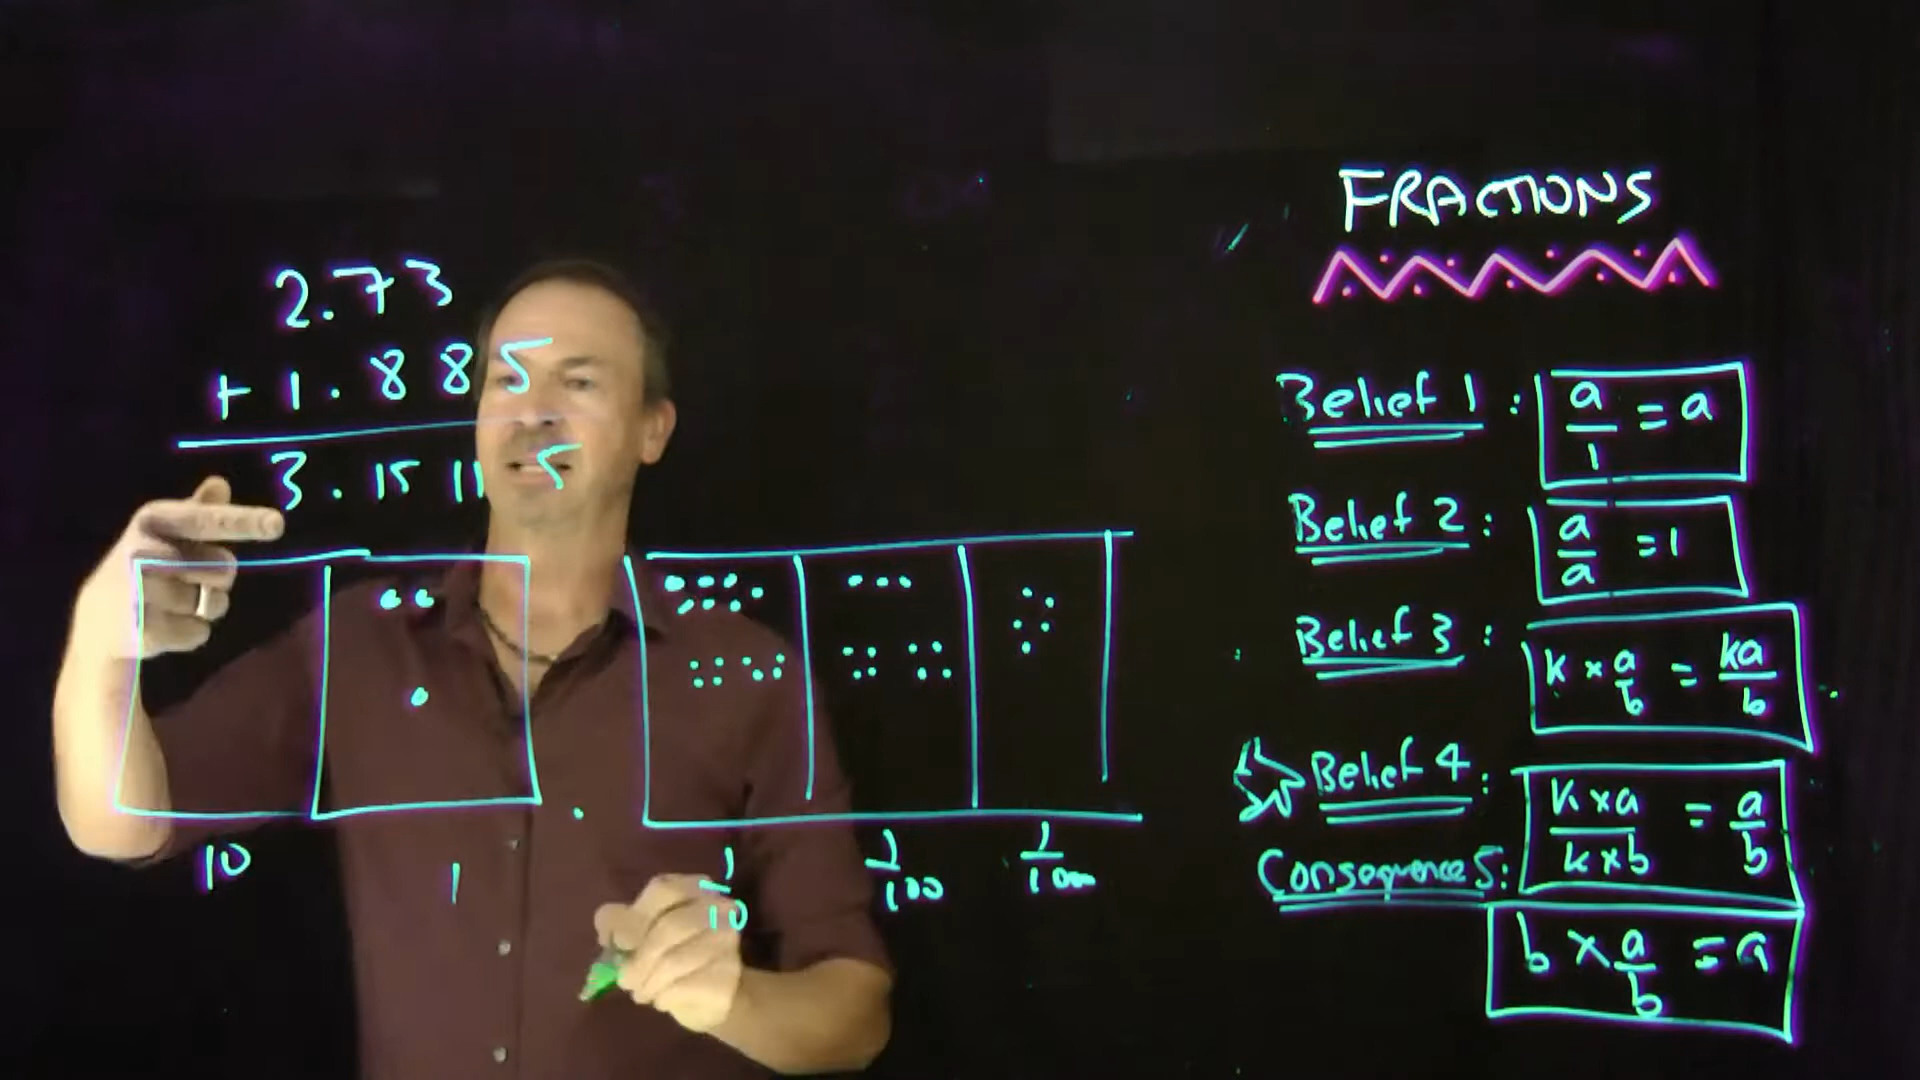 2.73
+ 1.885
3.15 11 5
10
1
.
1/10
1/100
1/1000
FRACTIONS
Belief 1 : a/1 = a
Belief 2 : a/a = 1
Belief 3 : k × a/b = ka/b
Belief 4 : k × a / k × b = a/b
Consequence 5 : b × a/b = a